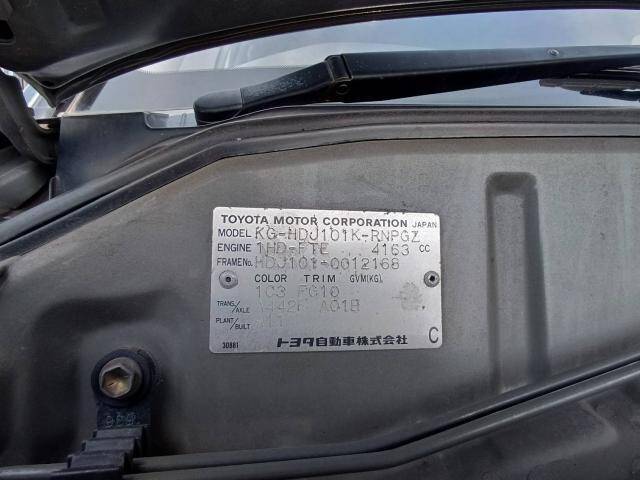 TOYOTA MOTOR CORPORATION JAPAN
MODEL KG-HDJ101K-RNPGZ
ENGINE 1HD-FTE 4163 CC
FRAME No. HDJ101-0012168
COLOR TRIM GVM(KG)
1C3 FG10
TRANS./AXLE A442F A01B
PLANT/BUILT
30881
トヨタ自動車株式会社 C